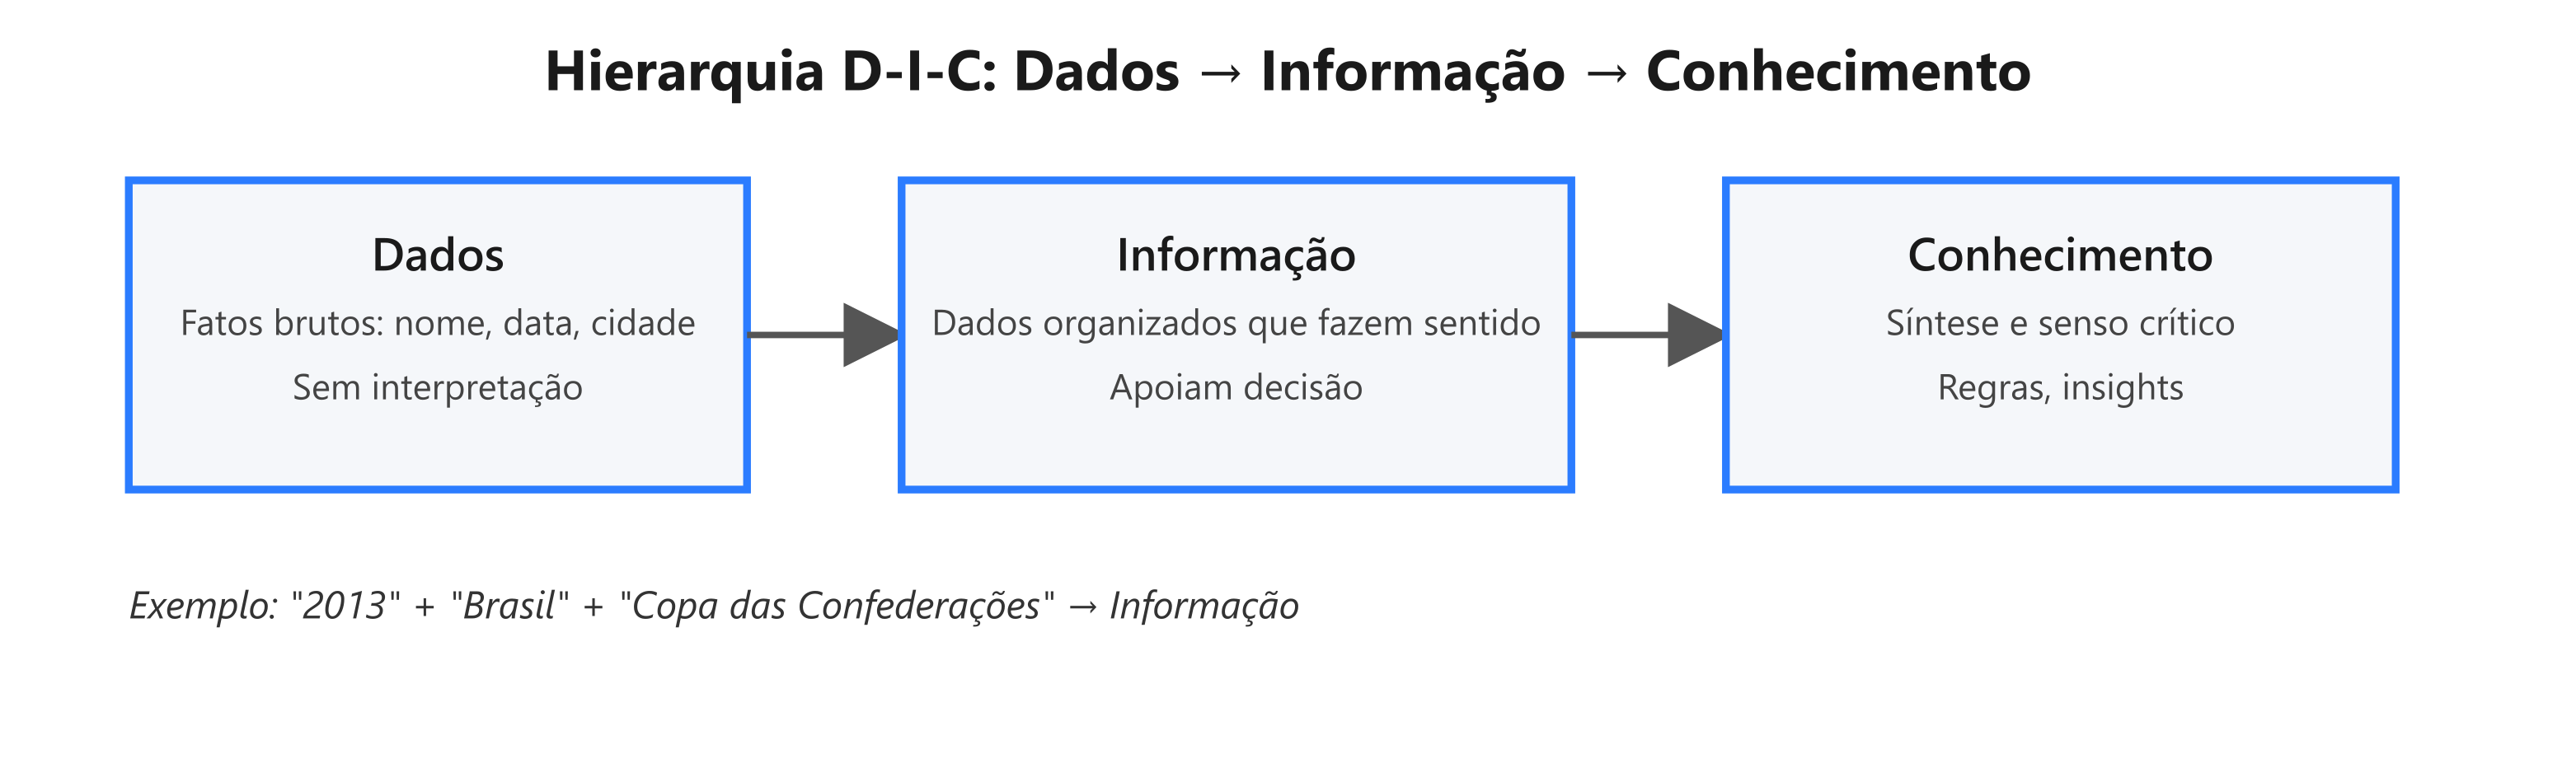 Hierarquia D-I-C: Dados → Informação → Conhecimento
Dados
Fatos brutos: nome, data, cidade
Sem interpretação
Informação
Dados organizados que fazem sentido
Apoiam decisão
Conhecimento
Síntese e senso crítico
Regras, insights
Exemplo: "2013" + "Brasil" + "Copa das Confederações" → Informação